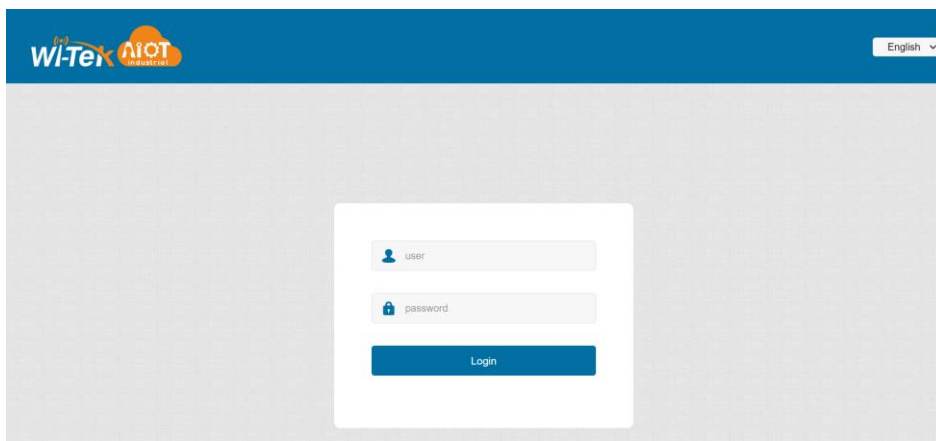 Wi-Tek AIOT
Industrial
English
user
password
Login